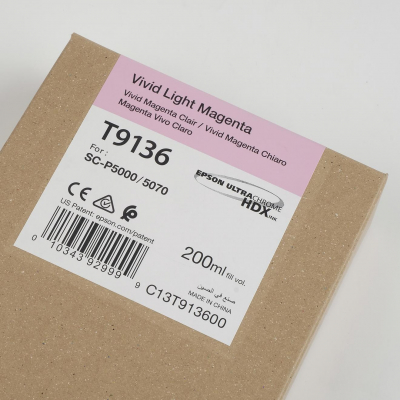 Vivid Light Magenta
Vivid Magenta Clair / Vivid Magenta Chiaro
Magenta Vivo Claro
T9136
For :
SC-P5000/5070
EPSON ULTRACHROME
HDX INK
CE
US Patent: epson.com/patent
0 10343 92999 9
200ml fill vol.
صنع في الصين
MADE IN CHINA
C13T913600